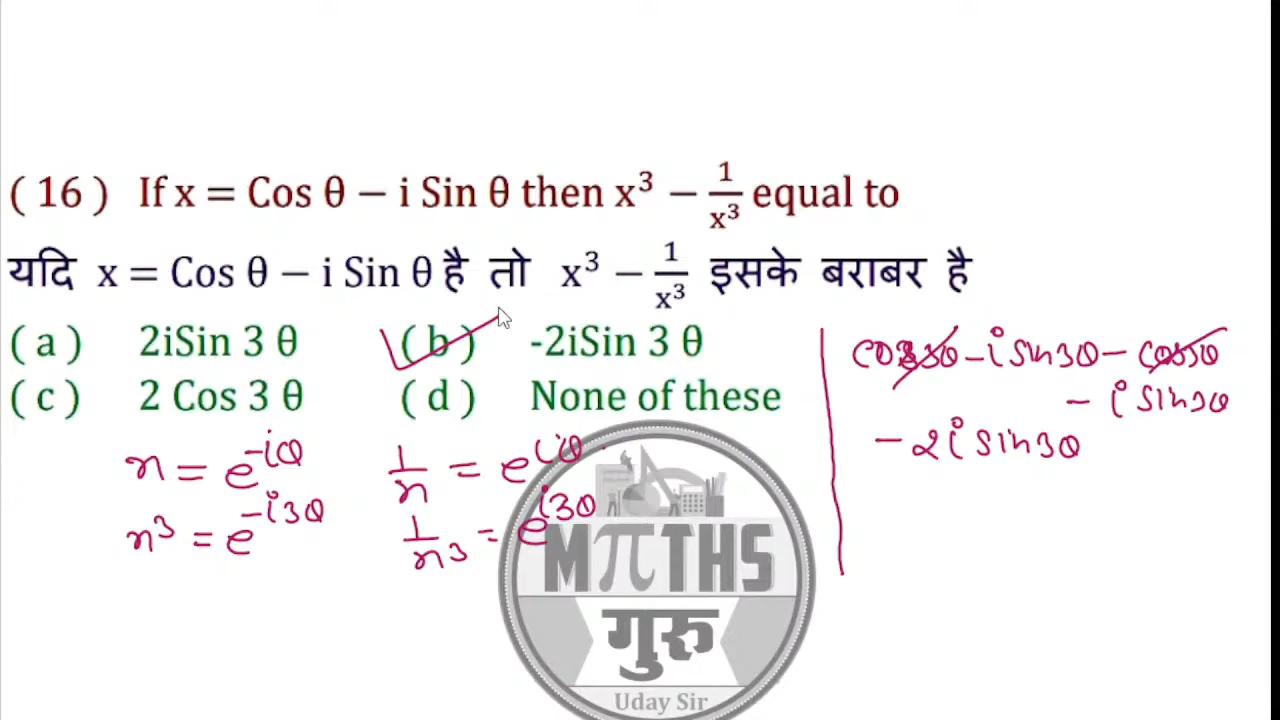 ( 16 ) If x = Cos θ − i Sin θ then x³ − 1/x³ equal to
यदि x = Cos θ − i Sin θ है तो x³ − 1/x³ इसके बराबर है
( a ) 2iSin 3 θ ( b ) -2iSin 3 θ
( c ) 2 Cos 3 θ ( d ) None of these
cos3θ − i sin3θ − cos3θ
− i sin3θ
− 2 i sin3θ
x = e^-iθ 1/x = e^iθ
x³ = e^-i3θ 1/x³ = e^i3θ
MπTHS
गुरु
Uday Sir